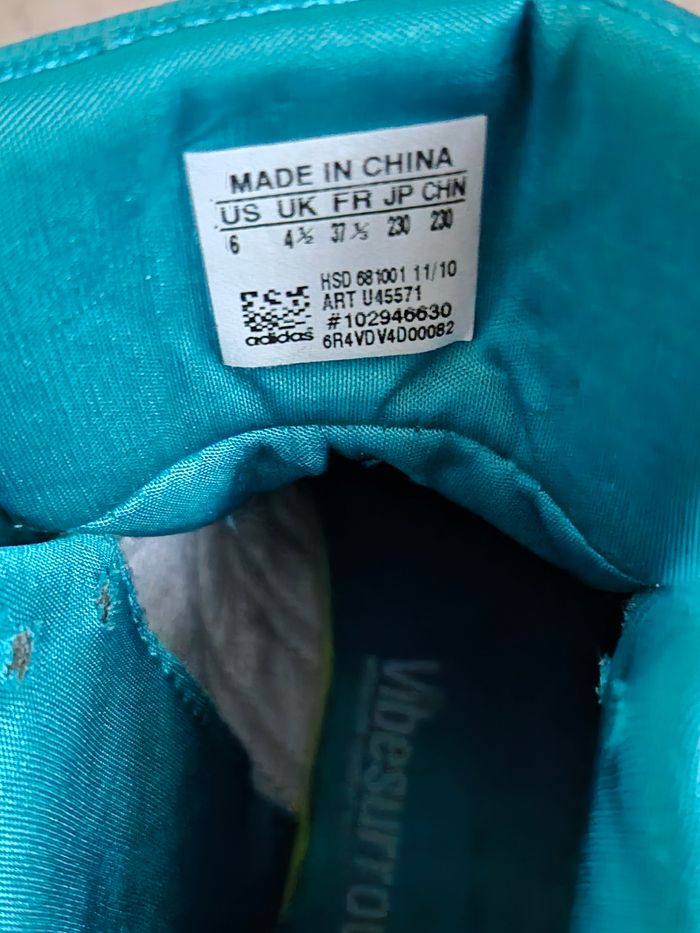 MADE IN CHINA
US UK FR JP CHN
6 4½ 37⅓ 230 230
HSD 681001 11/10
ART U45571
#102946630
adidas 6R4VDV4D00082
Vibesurro